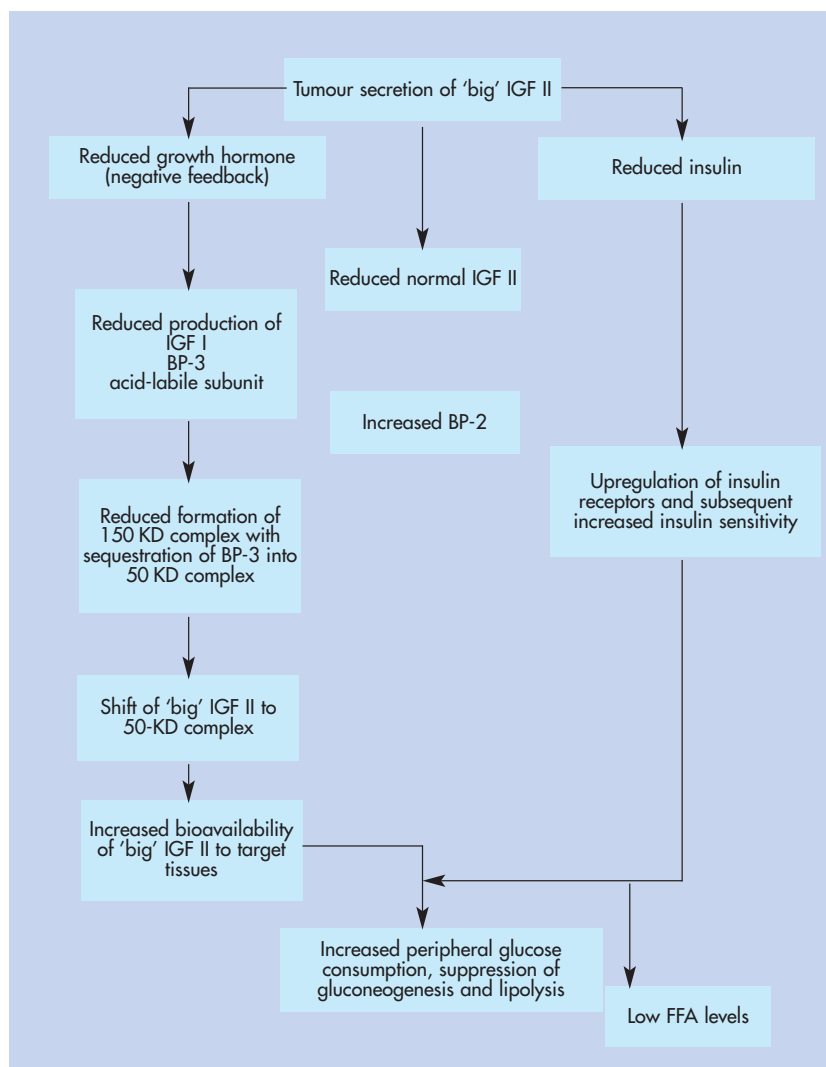 Tumour secretion of ‘big’ IGF II
Reduced growth hormone
(negative feedback)
Reduced insulin
Reduced normal IGF II
Reduced production of
IGF I
BP-3
acid-labile subunit
Increased BP-2
Upregulation of insulin
receptors and subsequent
increased insulin sensitivity
Reduced formation of
150 KD complex with
sequestration of BP-3 into
50 KD complex
Shift of ‘big’ IGF II to
50-KD complex
Increased bioavailability
of ‘big’ IGF II to target
tissues
Increased peripheral glucose
consumption, suppression of
gluconeogenesis and lipolysis
Low FFA levels